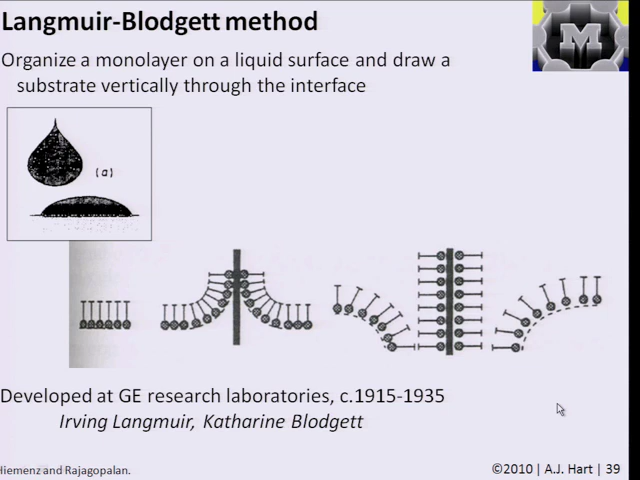 Langmuir-Blodgett method
M
Organize a monolayer on a liquid surface and draw a
substrate vertically through the interface
(a)
Developed at GE research laboratories, c.1915-1935
Irving Langmuir, Katharine Blodgett
Hiemenz and Rajagopalan.
©2010 | A.J. Hart | 39